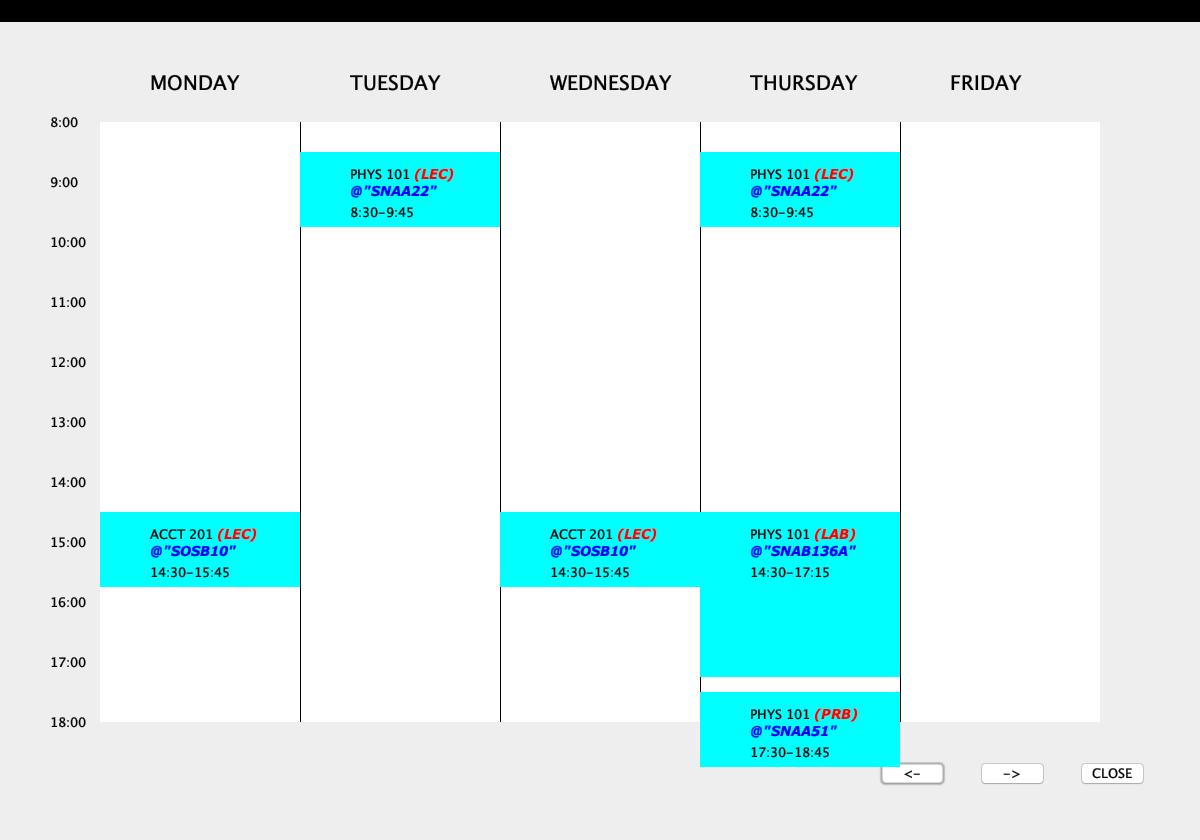 MONDAY TUESDAY WEDNESDAY THURSDAY FRIDAY
8:00
PHYS 101 (LEC) PHYS 101 (LEC)
9:00 @"SNAA22" @"SNAA22"
8:30-9:45 8:30-9:45
10:00
11:00
12:00
13:00
14:00
ACCT 201 (LEC) ACCT 201 (LEC) PHYS 101 (LAB)
15:00 @"SOSB10" @"SOSB10" @"SNAB136A"
14:30-15:45 14:30-15:45 14:30-17:15
16:00
17:00
PHYS 101 (PRB)
18:00 @"SNAA51"
17:30-18:45
<- -> CLOSE